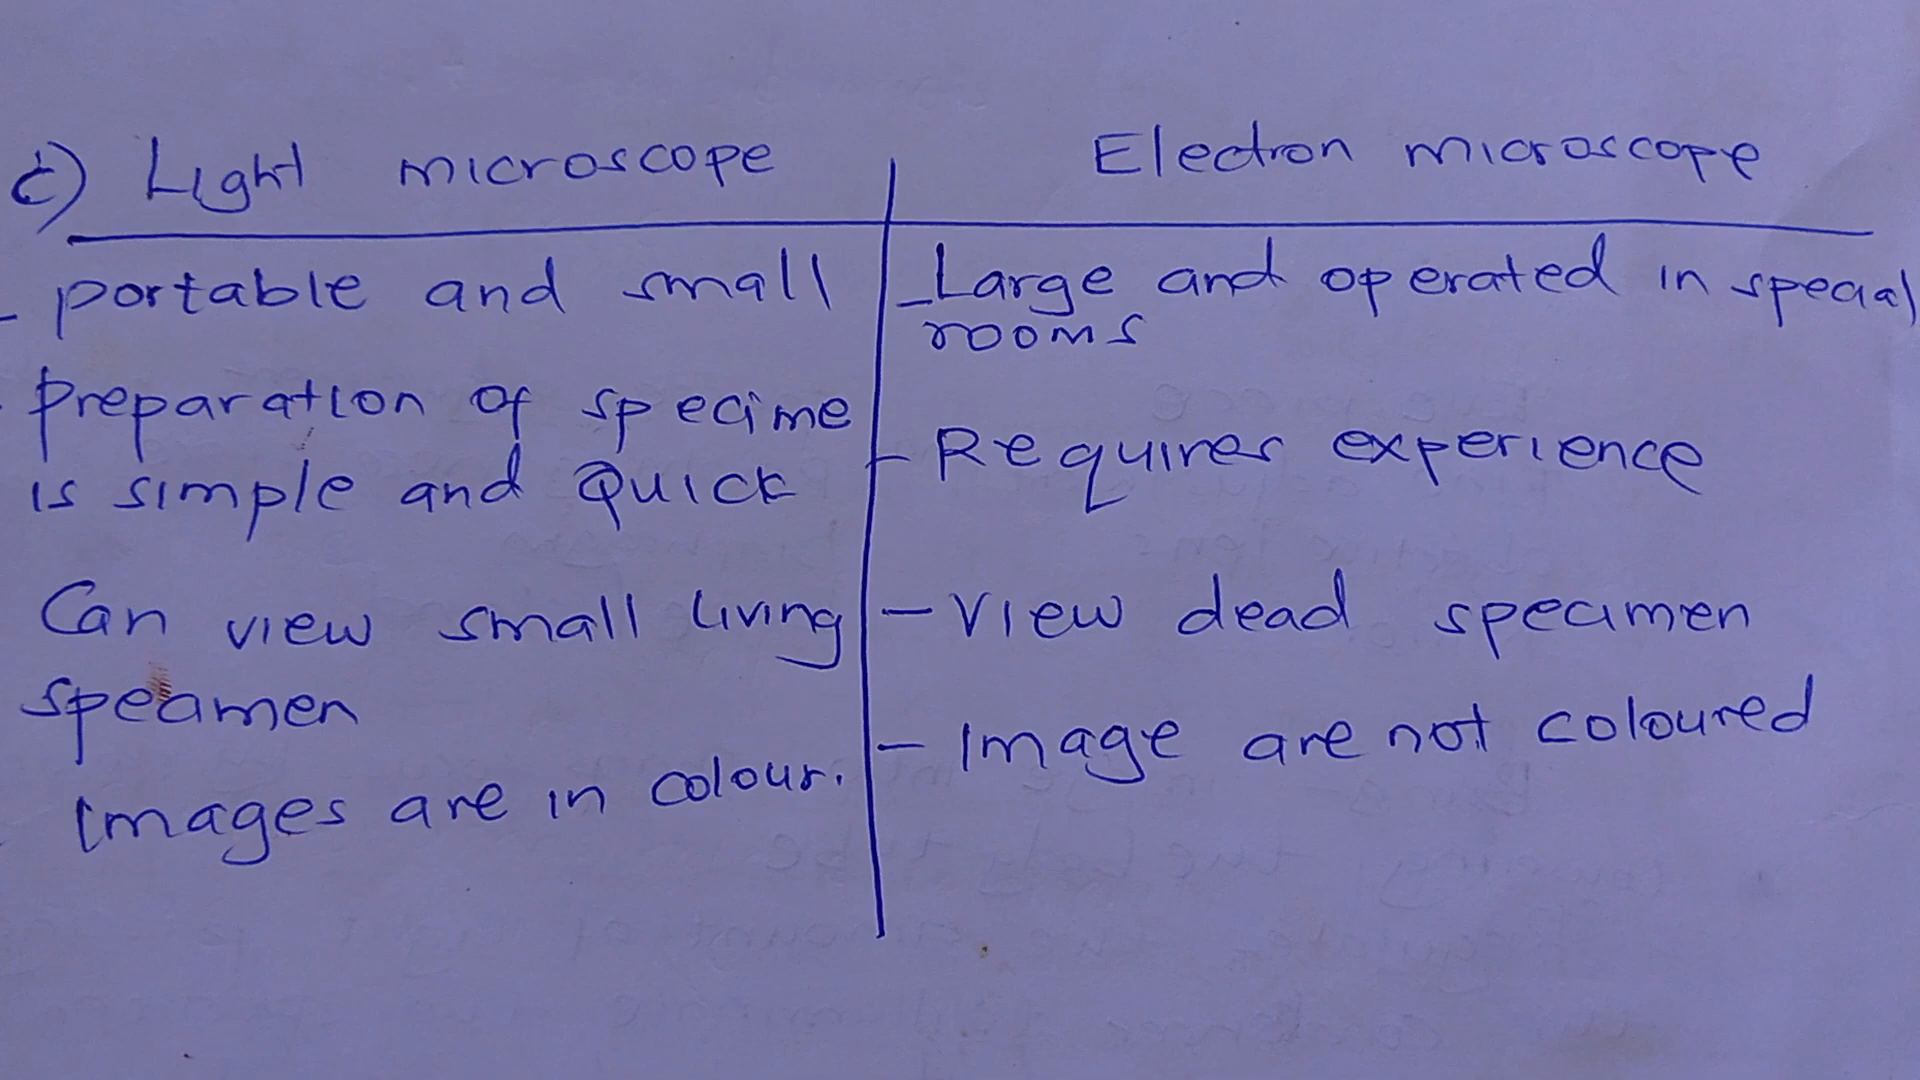 c) Light microscope | Electron microscope
- portable and small | - Large and operated in special
rooms
- Preparation of specime
is simple and Quick | - Requires experience
Can view small living | - View dead specimen
specimen
Images are in colour. | - Image are not coloured